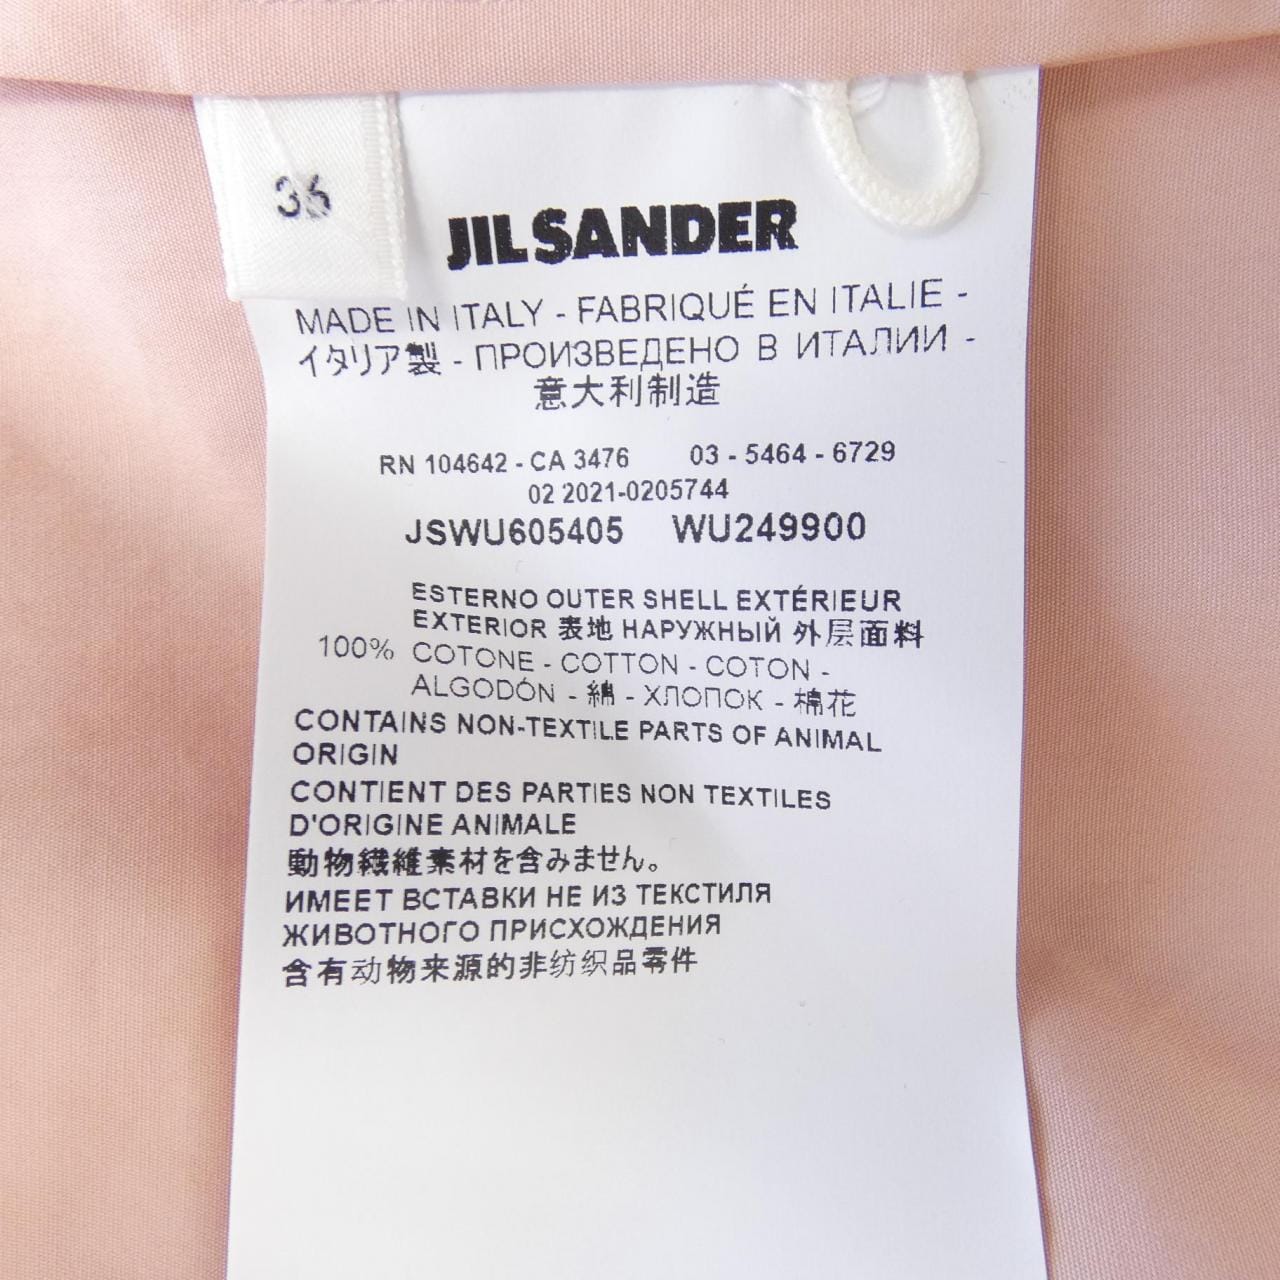 36
JIL SANDER
MADE IN ITALY - FABRIQUÉ EN ITALIE -
イタリア製 - ПРОИЗВЕДЕНО В ИТАЛИИ -
意大利制造
RN 104642 - CA 3476 03 - 5464 - 6729
02 2021-0205744
JSWU605405 WU249900
ESTERNO OUTER SHELL EXTÉRIEUR
EXTERIOR 表地 НАРУЖНЫЙ 外层面料
100% COTONE - COTTON - COTON -
ALGODÓN - 綿 - ХЛОПОК - 棉花
CONTAINS NON-TEXTILE PARTS OF ANIMAL
ORIGIN
CONTIENT DES PARTIES NON TEXTILES
D'ORIGINE ANIMALE
動物繊維素材を含みません。
ИМЕЕТ ВСТАВКИ НЕ ИЗ ТЕКСТИЛЯ
ЖИВОТНОГО ПРИСХОЖДЕНИЯ
含有动物来源的非纺织品零件